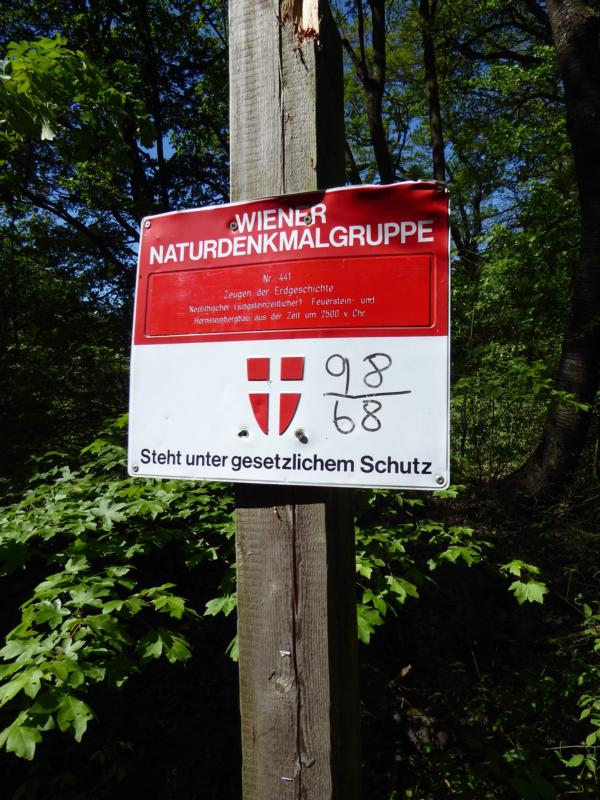 WIENER
NATURDENKMALGRUPPE
Nr. 441
Zeugen der Erdgeschichte
Neolithischer (jungsteinzeitlicher) Feuerstein- und
Hornsteinbergbau aus der Zeit um 2500 v. Chr
98
68
Steht unter gesetzlichem Schutz